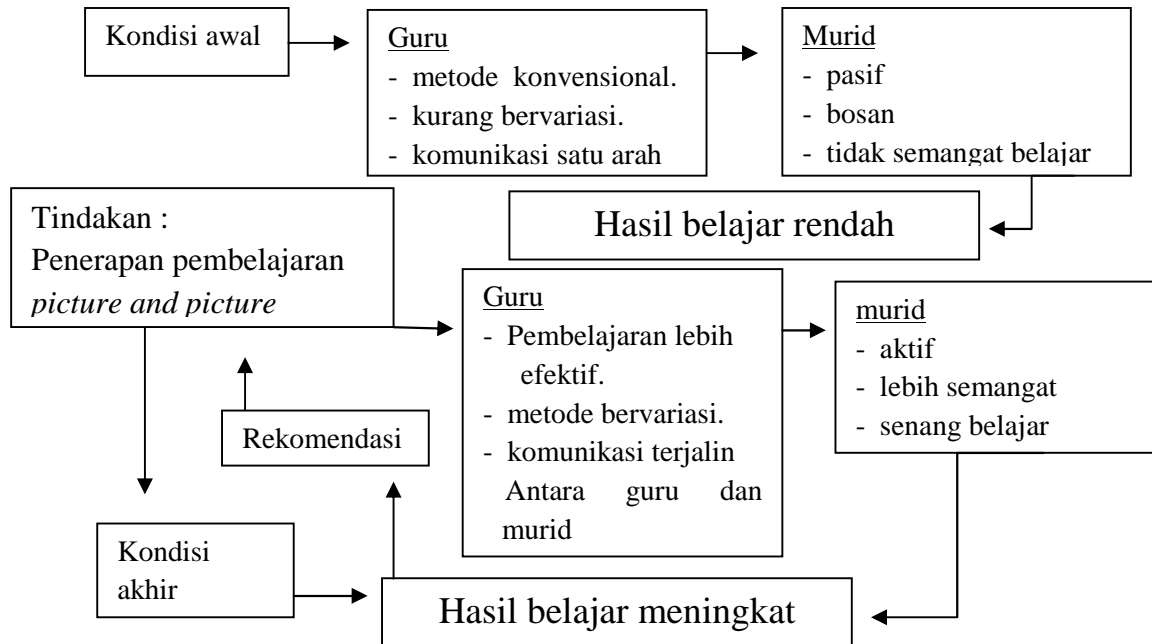 Kondisi awal
Guru
- metode konvensional.
- kurang bervariasi.
- komunikasi satu arah
Murid
- pasif
- bosan
- tidak semangat belajar
Hasil belajar rendah
Tindakan :
Penerapan pembelajaran
picture and picture
Guru
- Pembelajaran lebih
efektif.
- metode bervariasi.
- komunikasi terjalin
Antara guru dan
murid
murid
- aktif
- lebih semangat
- senang belajar
Rekomendasi
Kondisi
akhir
Hasil belajar meningkat